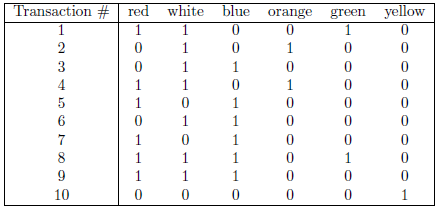 Transaction # red white blue orange green yellow
1 1 1 0 0 1 0
2 0 1 0 1 0 0
3 0 1 1 0 0 0
4 1 1 0 1 0 0
5 1 0 1 0 0 0
6 0 1 1 0 0 0
7 1 0 1 0 0 0
8 1 1 1 0 1 0
9 1 1 1 0 0 0
10 0 0 0 0 0 1